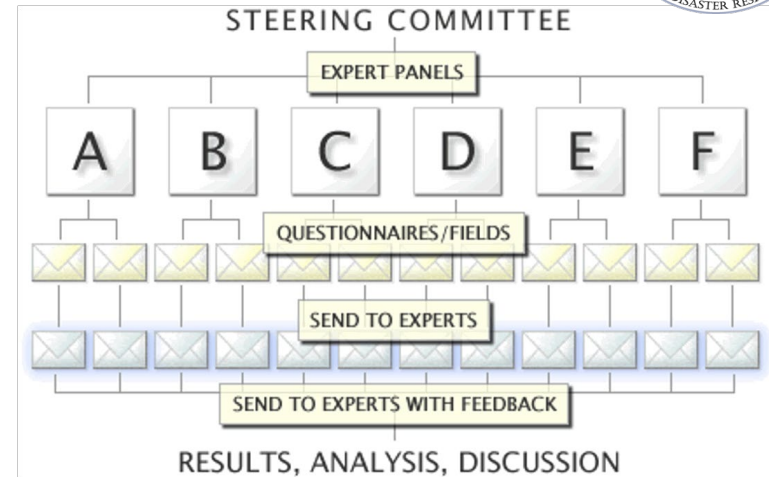 STEERING COMMITTEE
EXPERT PANELS
A B C D E F
QUESTIONNAIRES/FIELDS
SEND TO EXPERTS
SEND TO EXPERTS WITH FEEDBACK
RESULTS, ANALYSIS, DISCUSSION